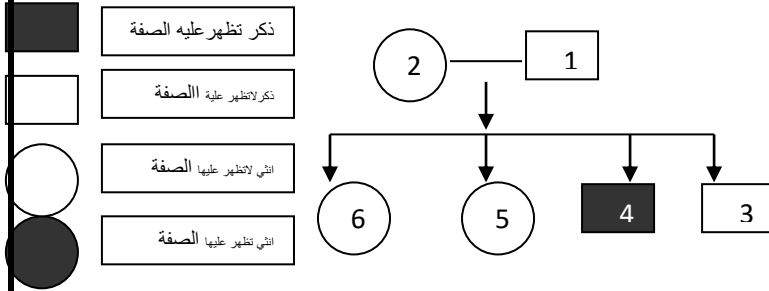 ذكر تظهرعليه الصفة
ذكرلاتظهر علية االصفة
انثي لاتظهر عليها الصفة
انثي تظهر عليها الصفة
2
1
6
5
4
3